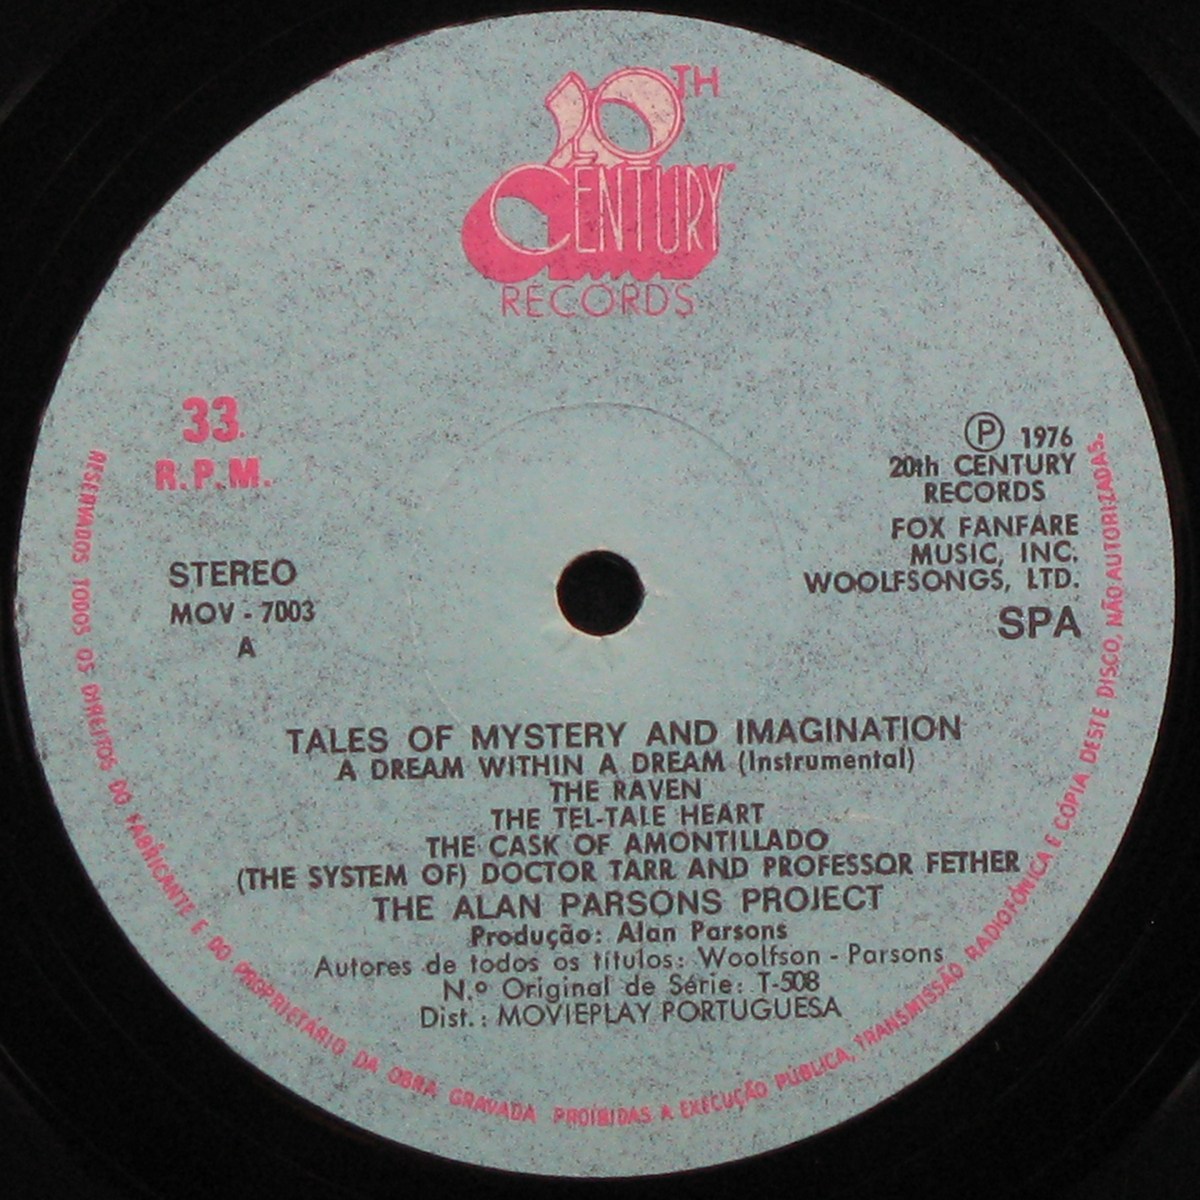 20TH
CENTURY
RECORDS
33
R.P.M.
STEREO
MOV - 7003
A
Ⓟ 1976
20th CENTURY
RECORDS
FOX FANFARE
MUSIC, INC.
WOOLFSONGS, LTD.
SPA
TALES OF MYSTERY AND IMAGINATION
A DREAM WITHIN A DREAM (Instrumental)
THE RAVEN
THE TEL-TALE HEART
THE CASK OF AMONTILLADO
(THE SYSTEM OF) DOCTOR TARR AND PROFESSOR FETHER
THE ALAN PARSONS PROJECT
Produção: Alan Parsons
Autores de todos os títulos: Woolfson - Parsons
N.º Original de Série: T-508
Dist.: MOVIEPLAY PORTUGUESA
RESERVADOS TODOS OS DIREITOS DO FABRICANTE E DO PROPRIETÁRIO DA OBRA GRAVADA PROÍBIDAS A EXECUÇÃO PÚBLICA, TRANSMISSÃO RADIOFÓNICA E CÓPIA DESTE DISCO, NÃO AUTORIZADAS.